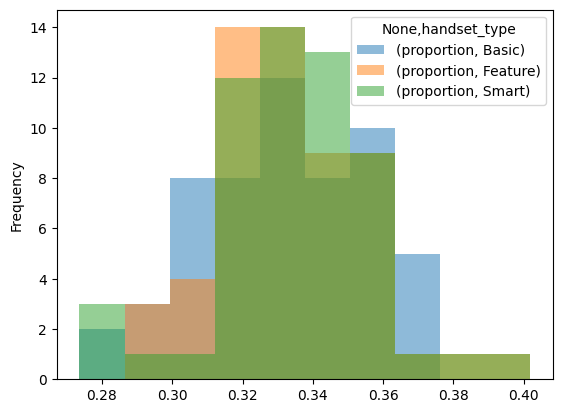 None,handset_type
(proportion, Basic)
(proportion, Feature)
(proportion, Smart)
Frequency
14
12
10
8
6
4
2
0
0.28 0.30 0.32 0.34 0.36 0.38 0.40